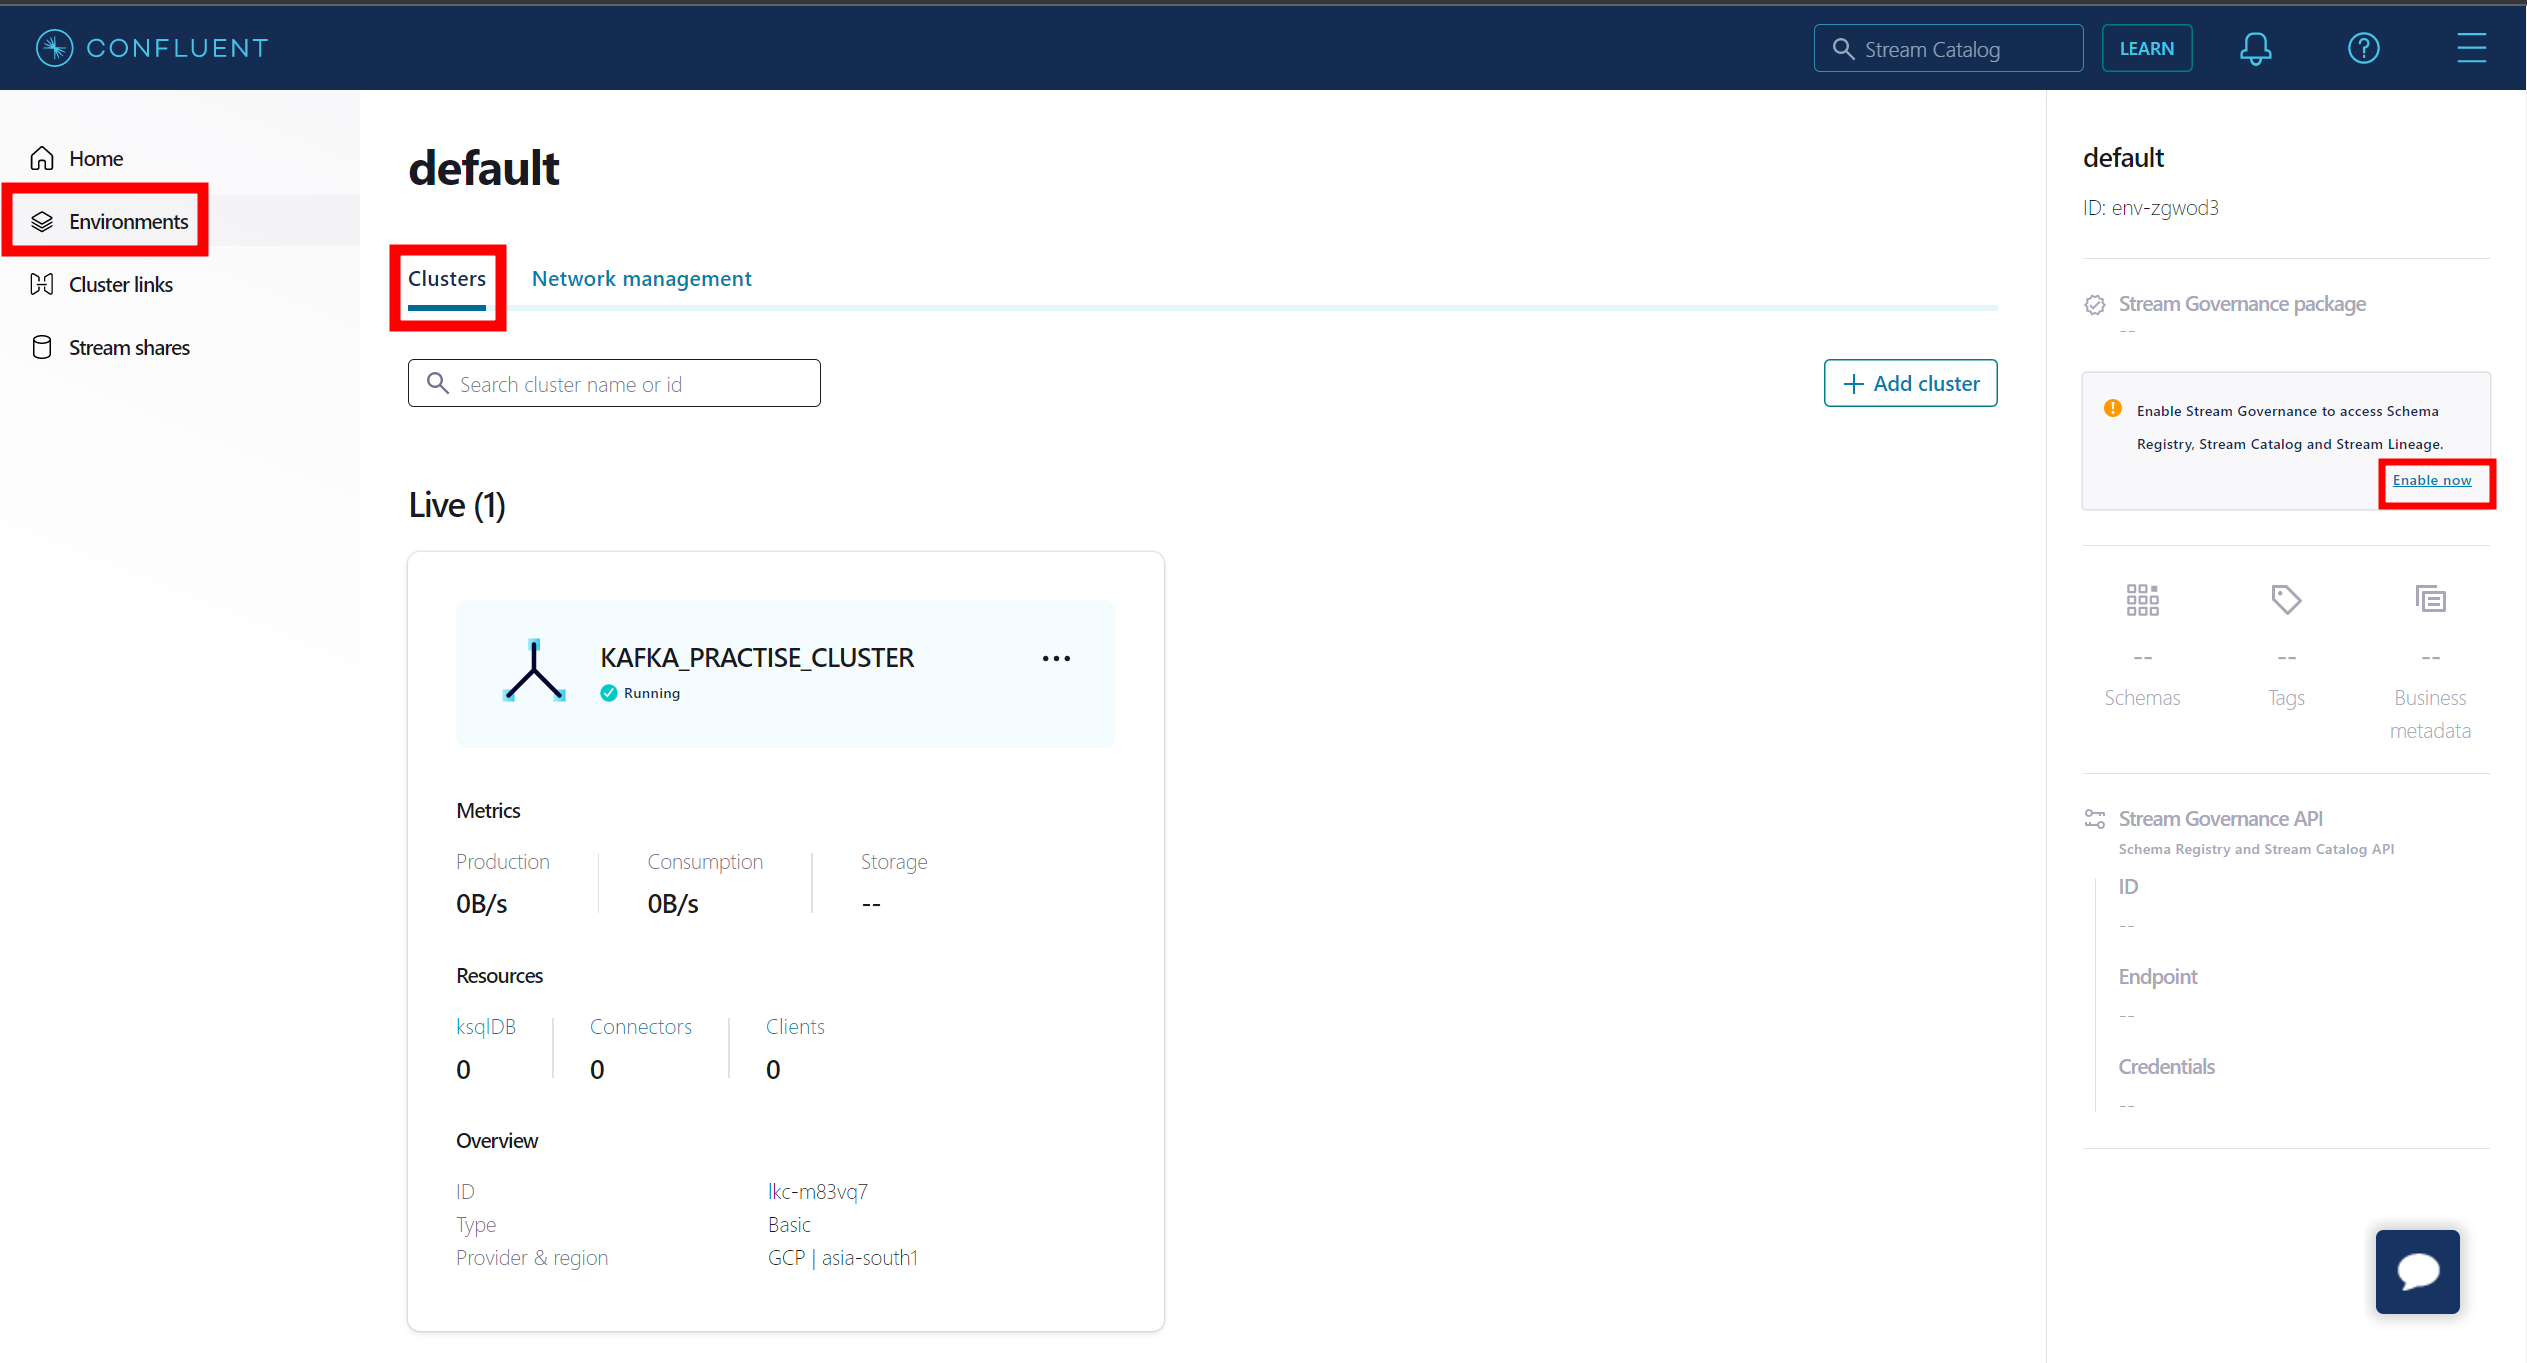 CONFLUENT
Stream Catalog
LEARN
Home
Environments
Cluster links
Stream shares
default
Clusters
Network management
Search cluster name or id
Add cluster
Live (1)
KAFKA_PRACTISE_CLUSTER
Running
Metrics
Production
Consumption
Storage
0B/s
0B/s
--
Resources
ksqlDB
Connectors
Clients
0
0
0
Overview
ID
lkc-m83vq7
Type
Basic
Provider & region
GCP | asia-south1
default
ID: env-zgwod3
Stream Governance package
--
Enable Stream Governance to access Schema
Registry, Stream Catalog and Stream Lineage.
Enable now
--
--
--
Schemas
Tags
Business
metadata
Stream Governance API
Schema Registry and Stream Catalog API
ID
--
Endpoint
--
Credentials
--